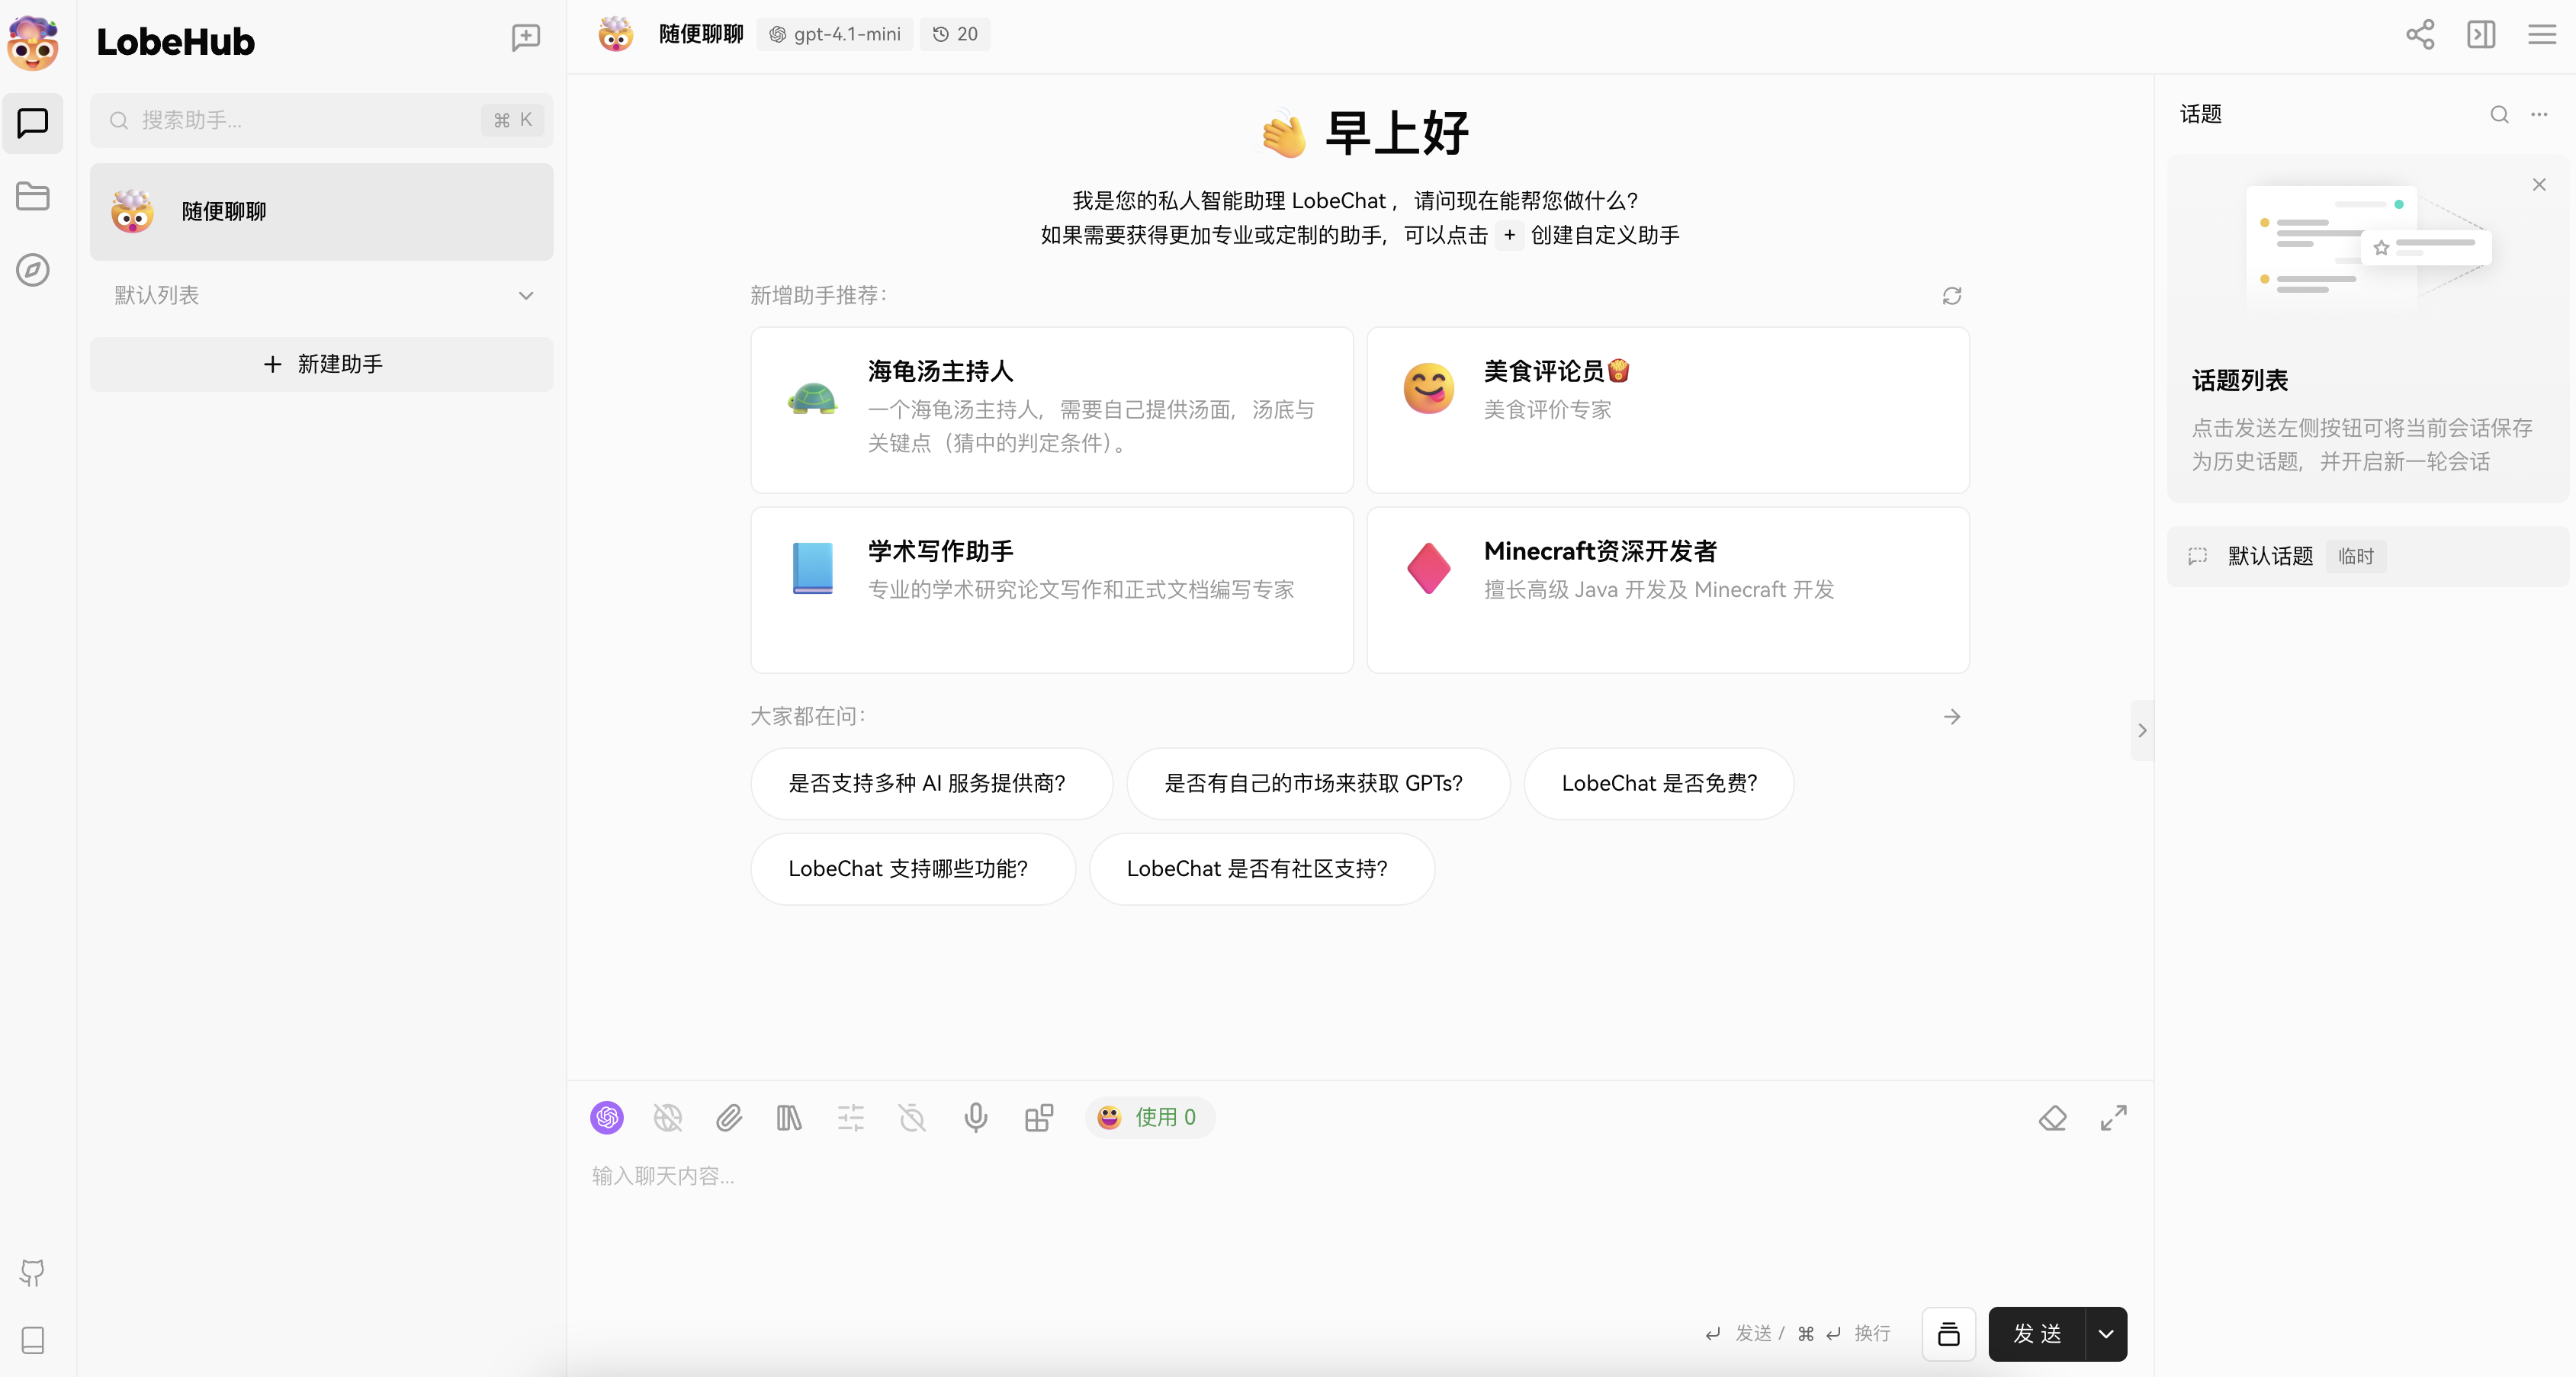 LobeHub
搜索助手...
⌘ K
随便聊聊
默认列表
新建助手
随便聊聊
gpt-4.1-mini
20
👋 早上好
我是您的私人智能助理 LobeChat ，请问现在能帮您做什么？
如果需要获得更加专业或定制的助手，可以点击 + 创建自定义助手
新增助手推荐：
海龟汤主持人
一个海龟汤主持人，需要自己提供汤面，汤底与
关键点（猜中的判定条件）。
美食评论员🍟
美食评价专家
学术写作助手
专业的学术研究论文写作和正式文档编写专家
Minecraft资深开发者
擅长高级 Java 开发及 Minecraft 开发
大家都在问：
是否支持多种 AI 服务提供商？
是否有自己的市场来获取 GPTs？
LobeChat 是否免费？
LobeChat 支持哪些功能？
LobeChat 是否有社区支持？
使用 0
输入聊天内容...
↵ 发送 / ⌘ ↵ 换行
发 送
话题
话题列表
点击发送左侧按钮可将当前会话保存
为历史话题，并开启新一轮会话
默认话题
临时